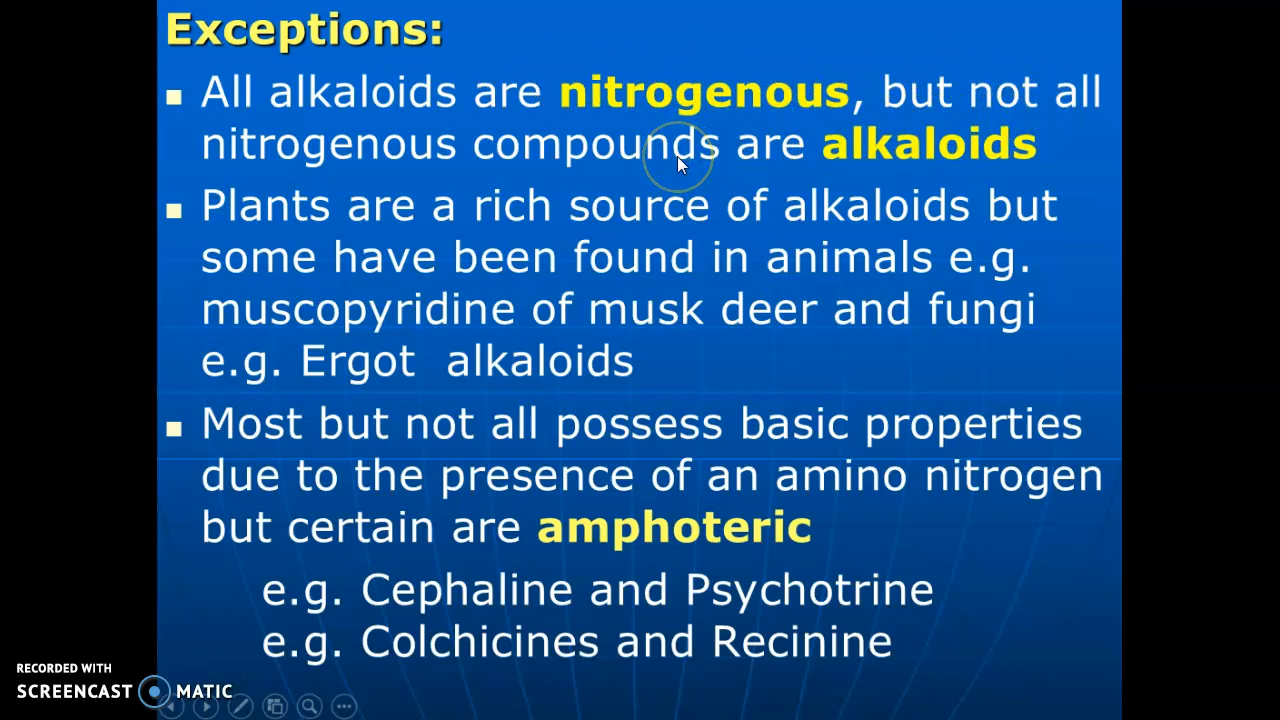 Exceptions:
All alkaloids are nitrogenous, but not all
nitrogenous compounds are alkaloids
Plants are a rich source of alkaloids but
some have been found in animals e.g.
muscopyridine of musk deer and fungi
e.g. Ergot alkaloids
Most but not all possess basic properties
due to the presence of an amino nitrogen
but certain are amphoteric
e.g. Cephaline and Psychotrine
e.g. Colchicines and Recinine
RECORDED WITH
SCREENCAST MATIC